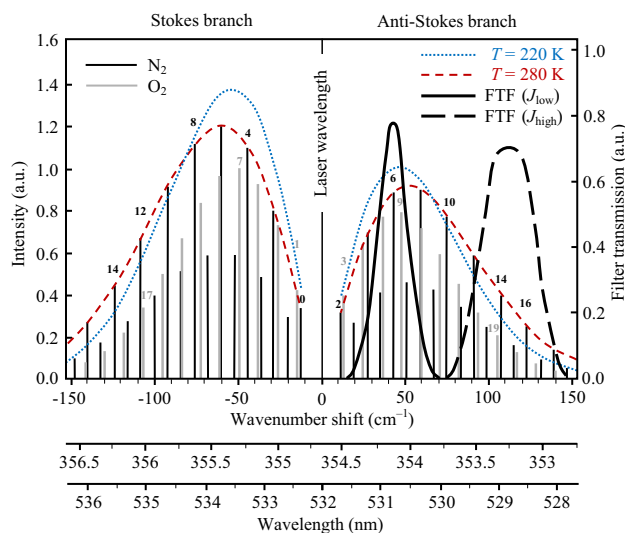 Stokes branch
Anti-Stokes branch
1.6
1.4
1.2
1.0
0.8
0.6
0.4
0.2
0.0
Intensity (a.u.)
N2
O2
Laser wavelength
T = 220 K
T = 280 K
FTF (Jlow)
FTF (Jhigh)
1.0
0.8
0.6
0.4
0.2
0.0
Filter transmission (a.u.)
8
4
7
12
14
17
1
0
2
3
6
9
10
14
16
19
-150
-100
-50
0
50
100
150
Wavenumber shift (cm−1)
356.5 356 355.5 355 354.5 354 353.5 353
536 535 534 533 532 531 530 529 528
Wavelength (nm)